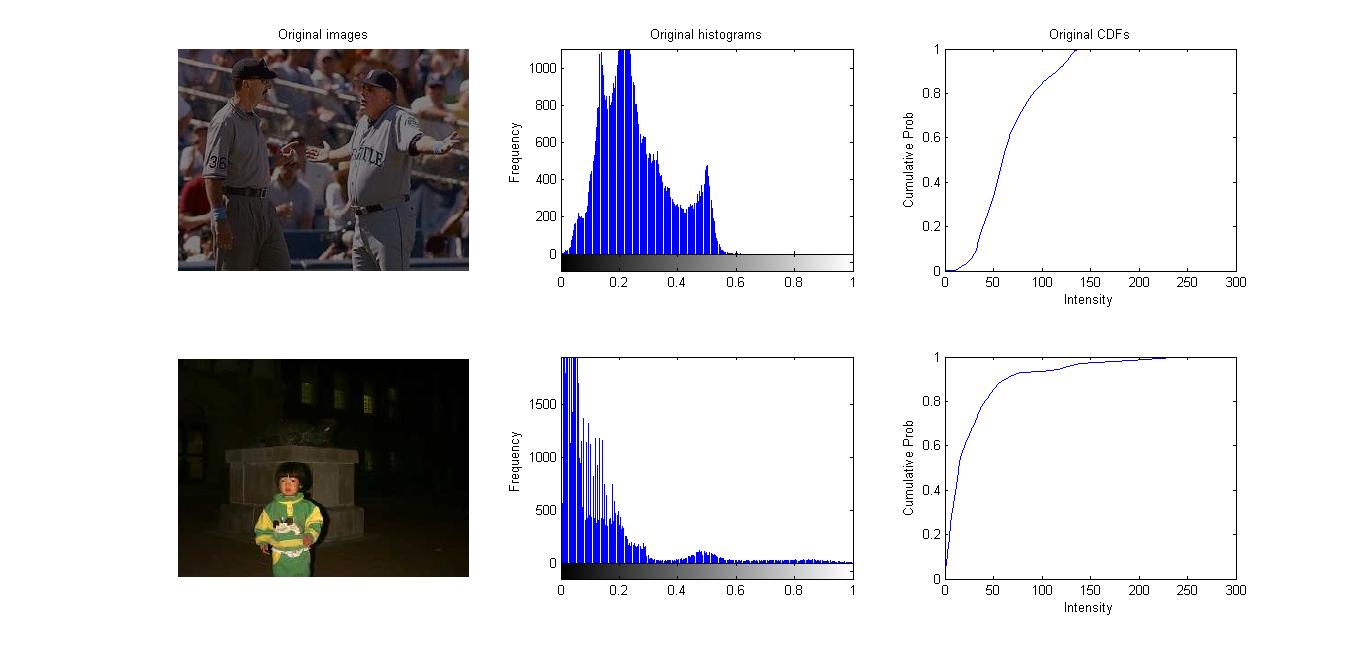 Original images
Original histograms
Original CDFs
36
Frequency
1000
800
600
400
200
0
0 0.2 0.4 0.6 0.8 1
Cumulative Prob
1
0.8
0.6
0.4
0.2
0
0 50 100 150 200 250 300
Intensity
Frequency
1500
1000
500
0
0 0.2 0.4 0.6 0.8 1
Cumulative Prob
1
0.8
0.6
0.4
0.2
0
0 50 100 150 200 250 300
Intensity